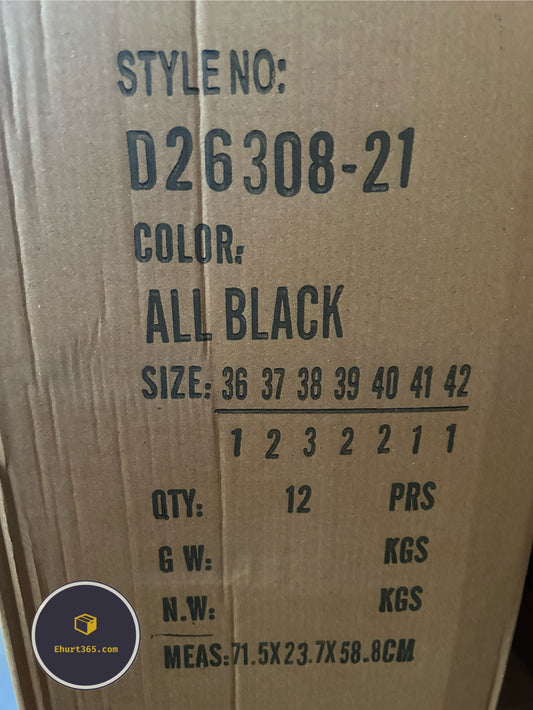 STYLE NO:
D26308-21
COLOR:
ALL BLACK
SIZE: 36 37 38 39 40 41 42
1 2 3 2 2 1 1
QTY: 12 PRS
G W: KGS
N.W: KGS
MEAS:71.5X23.7X58.8CM
Ehurt365.com